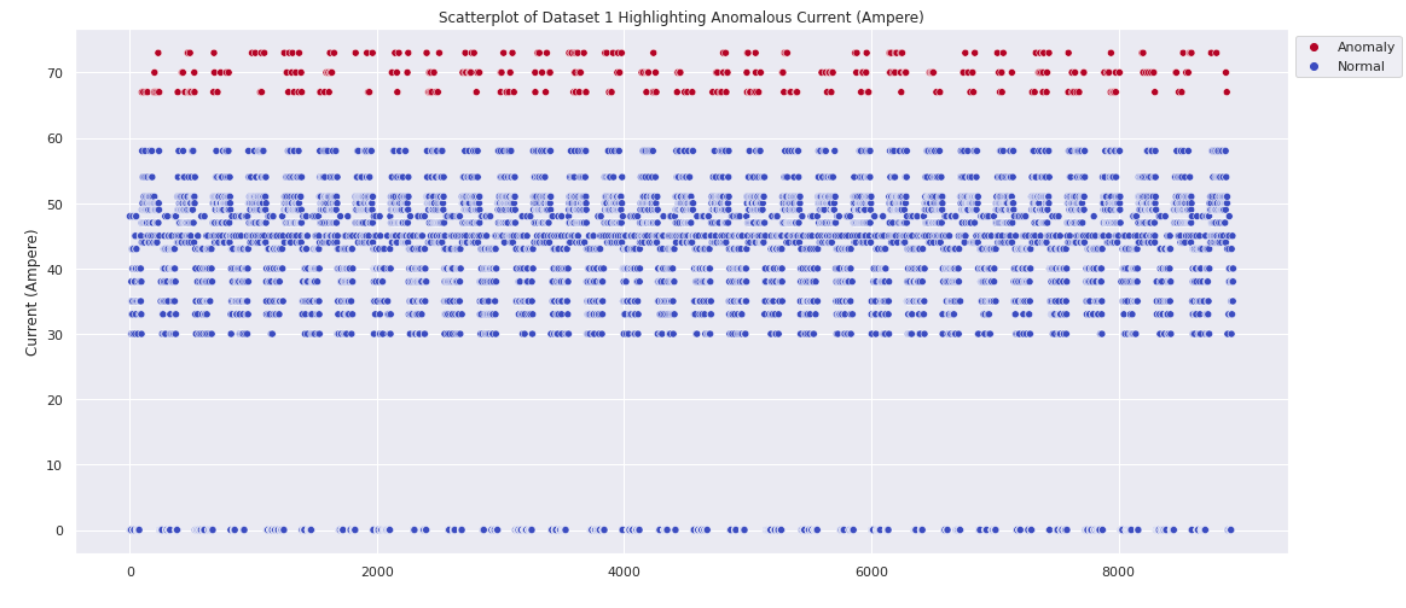 Scatterplot of Dataset 1 Highlighting Anomalous Current (Ampere)
Anomaly
Normal
Current (Ampere)
70
60
50
40
30
20
10
0
0 2000 4000 6000 8000